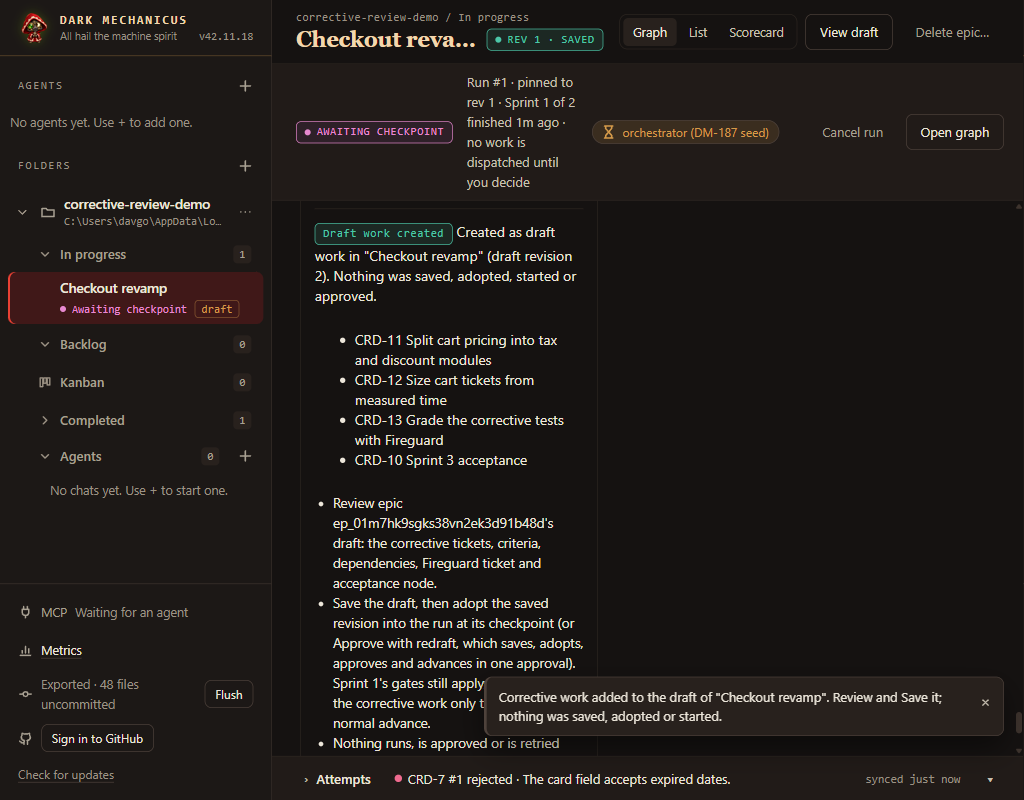 DARK MECHANICUS
All hail the machine spirit v42.11.18
AGENTS
No agents yet. Use + to add one.
FOLDERS
corrective-review-demo
C:\Users\davgo\AppData\Lo...
In progress 1
Checkout revamp
Awaiting checkpoint draft
Backlog 0
Kanban 0
Completed 1
Agents 0
No chats yet. Use + to start one.
MCP Waiting for an agent
Metrics
Exported · 48 files
uncommitted
Flush
Sign in to GitHub
Check for updates
corrective-review-demo / In progress
Checkout reva...
REV 1 · SAVED
Graph
List
Scorecard
View draft
Delete epic...
AWAITING CHECKPOINT
Run #1 · pinned to
rev 1 · Sprint 1 of 2
finished 1m ago ·
no work is
dispatched until
you decide
orchestrator (DM-187 seed)
Cancel run
Open graph
Draft work created Created as draft
work in "Checkout revamp" (draft revision
2). Nothing was saved, adopted, started or
approved.
CRD-11 Split cart pricing into tax
and discount modules
CRD-12 Size cart tickets from
measured time
CRD-13 Grade the corrective tests
with Fireguard
CRD-10 Sprint 3 acceptance
Review epic
ep_01m7hk9sgks38vn2ek3d91b48d's
draft: the corrective tickets, criteria,
dependencies, Fireguard ticket and
acceptance node.
Save the draft, then adopt the saved
revision into the run at its checkpoint (or
Approve with redraft, which saves, adopts,
approves and advances in one approval).
Sprint 1's gates still apply
the corrective work only t
normal advance.
Nothing runs, is approved or is retried
Corrective work added to the draft of "Checkout revamp". Review and Save it;
nothing was saved, adopted or started.
Attempts
CRD-7 #1 rejected · The card field accepts expired dates.
synced just now